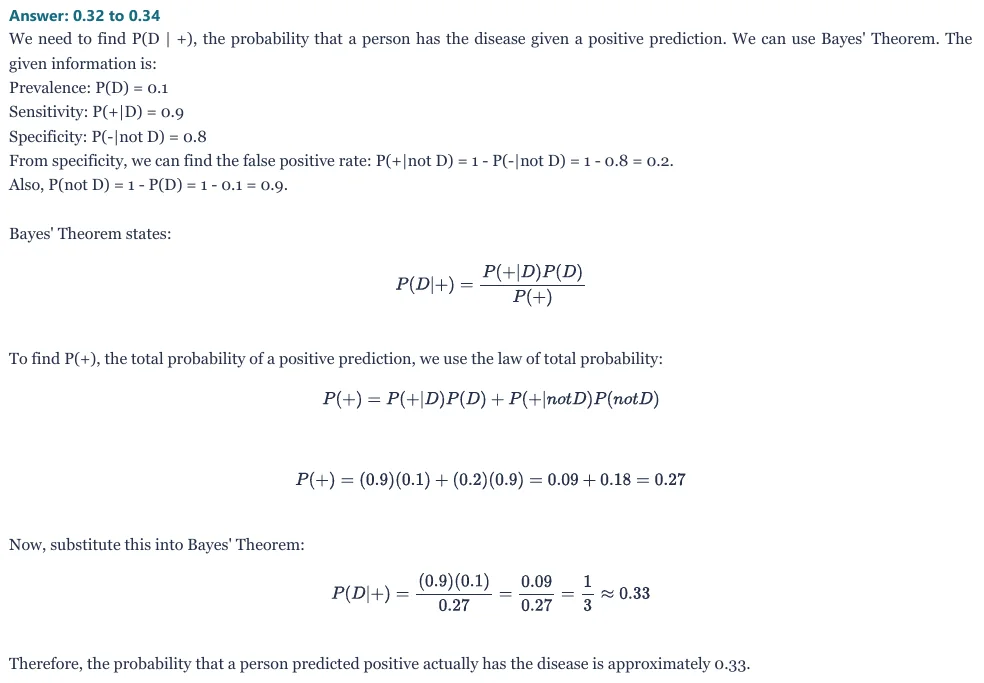 Answer: 0.32 to 0.34
We need to find P(D | +), the probability that a person has the disease given a positive prediction. We can use Bayes' Theorem. The
given information is:
Prevalence: P(D) = 0.1
Sensitivity: P(+|D) = 0.9
Specificity: P(-|not D) = 0.8
From specificity, we can find the false positive rate: P(+|not D) = 1 - P(-|not D) = 1 - 0.8 = 0.2.
Also, P(not D) = 1 - P(D) = 1 - 0.1 = 0.9.
Bayes' Theorem states:
P(D|+) = \frac{P(+|D)P(D)}{P(+)}
To find P(+), the total probability of a positive prediction, we use the law of total probability:
P(+) = P(+|D)P(D) + P(+|notD)P(notD)
P(+) = (0.9)(0.1) + (0.2)(0.9) = 0.09 + 0.18 = 0.27
Now, substitute this into Bayes' Theorem:
P(D|+) = \frac{(0.9)(0.1)}{0.27} = \frac{0.09}{0.27} = \frac{1}{3} ≈ 0.33
Therefore, the probability that a person predicted positive actually has the disease is approximately 0.33.